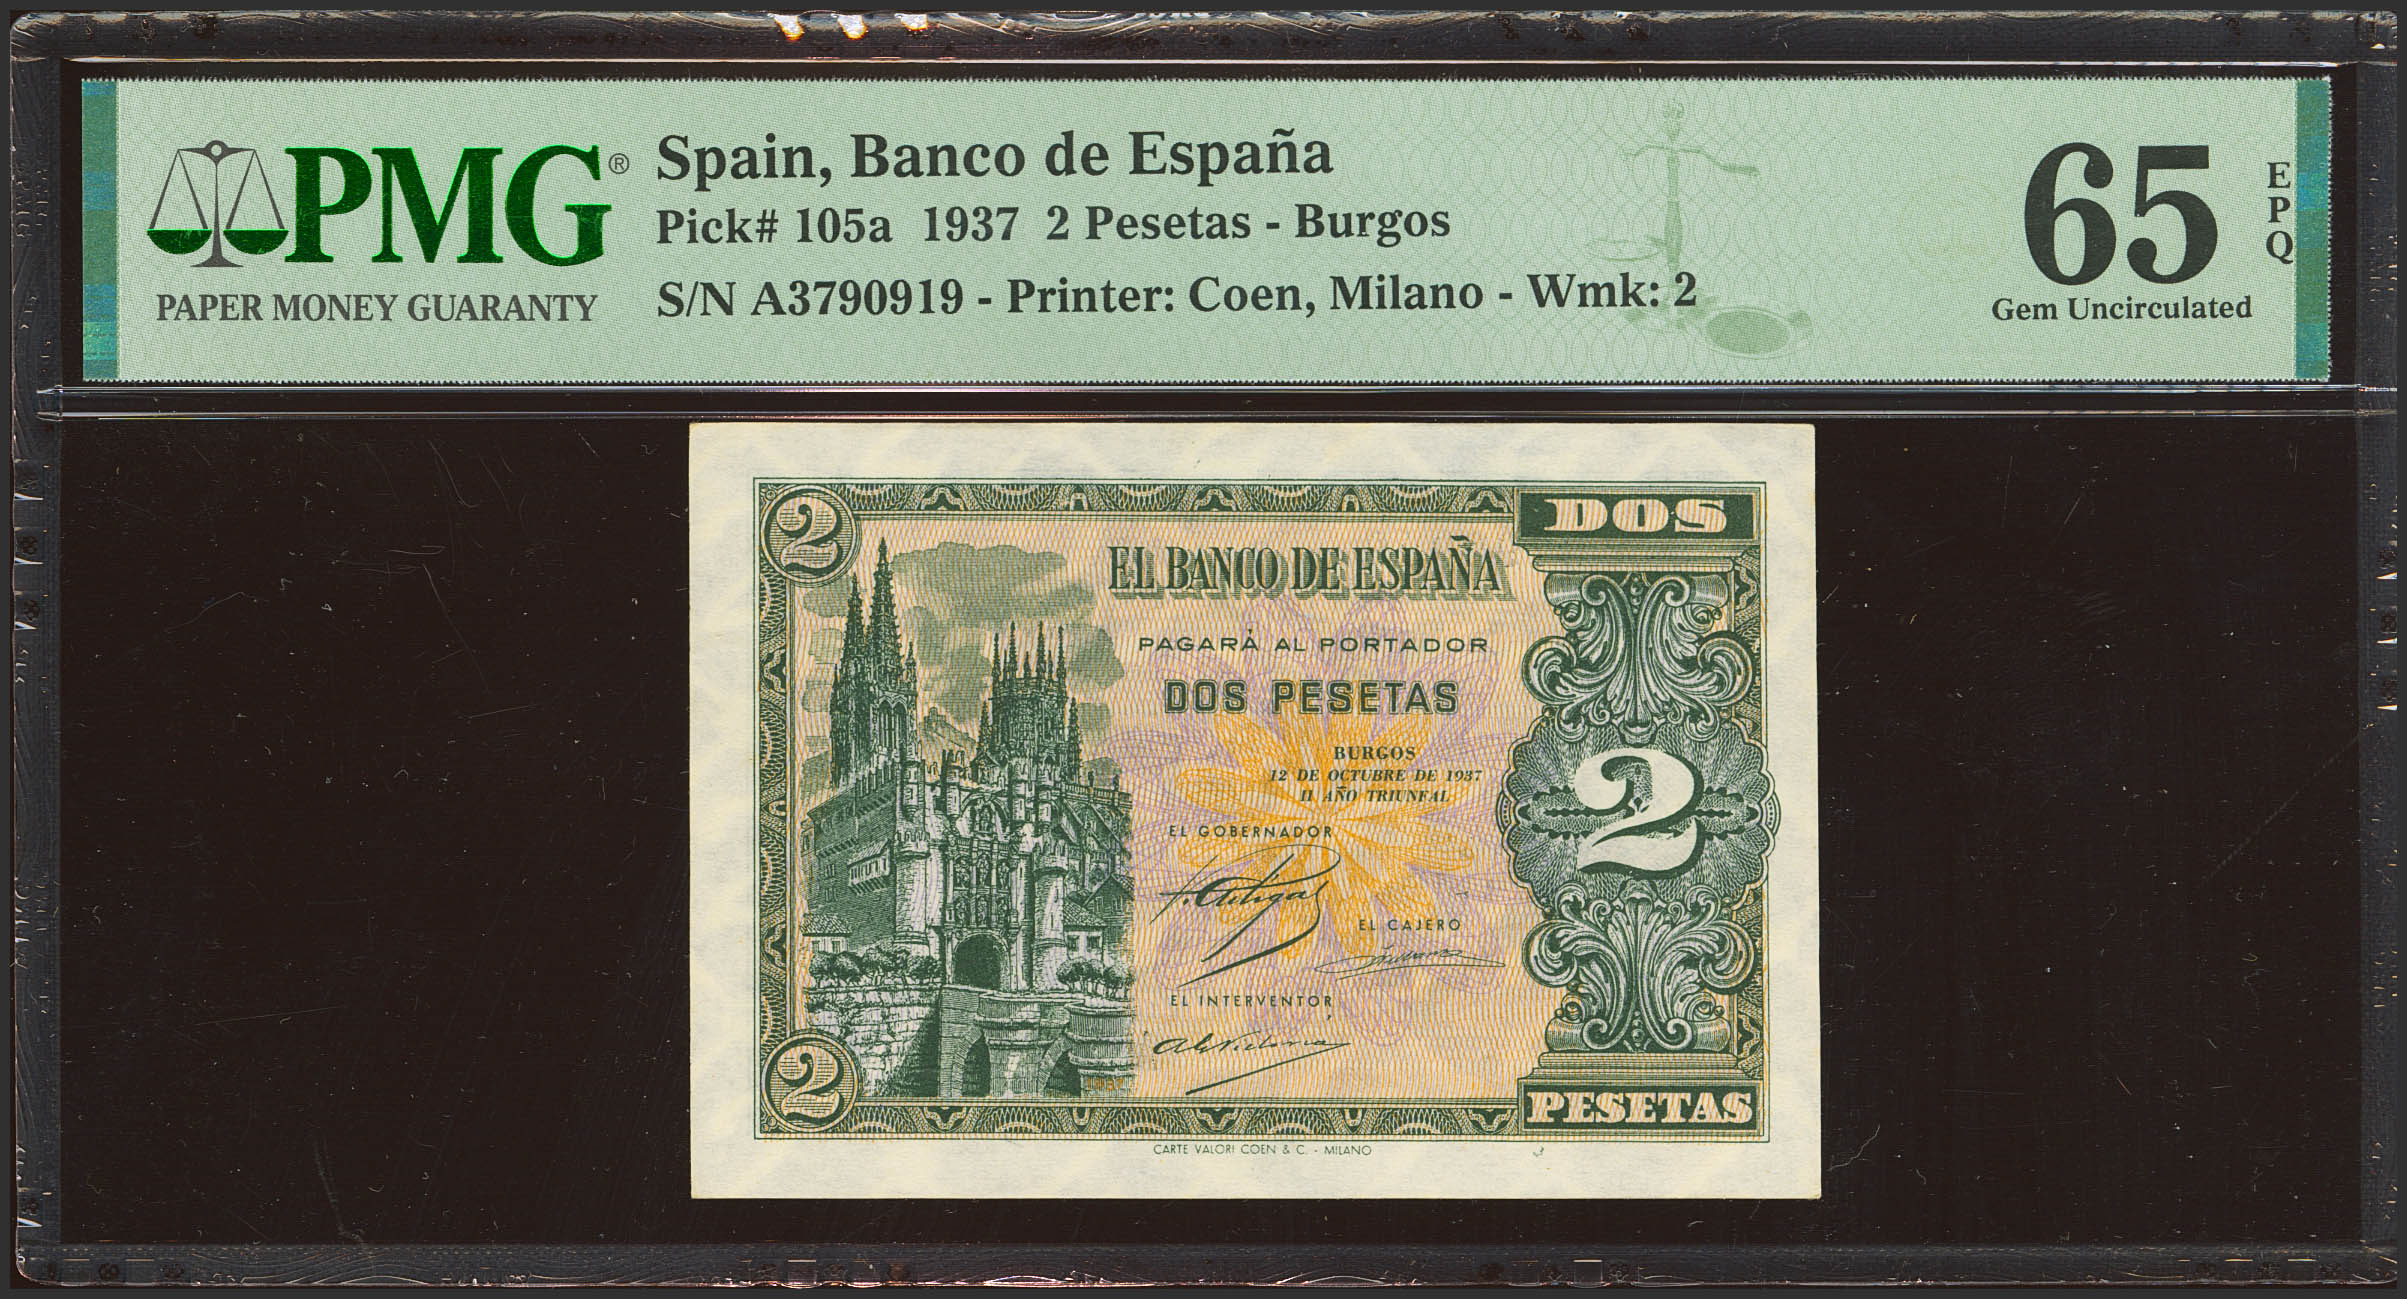 PMG®
PAPER MONEY GUARANTY
Spain, Banco de España
Pick# 105a 1937 2 Pesetas - Burgos
S/N A3790919 - Printer: Coen, Milano - Wmk: 2
65
EPQ
Gem Uncirculated
2
DOS
EL BANCO DE ESPAÑA
PAGARÁ AL PORTADOR
DOS PESETAS
BURGOS
12 DE OCTUBRE DE 1937
II AÑO TRIUNFAL
2
EL GOBERNADOR
EL CAJERO
EL INTERVENTOR
2
PESETAS
CARTE VALORI COEN & C. - MILANO